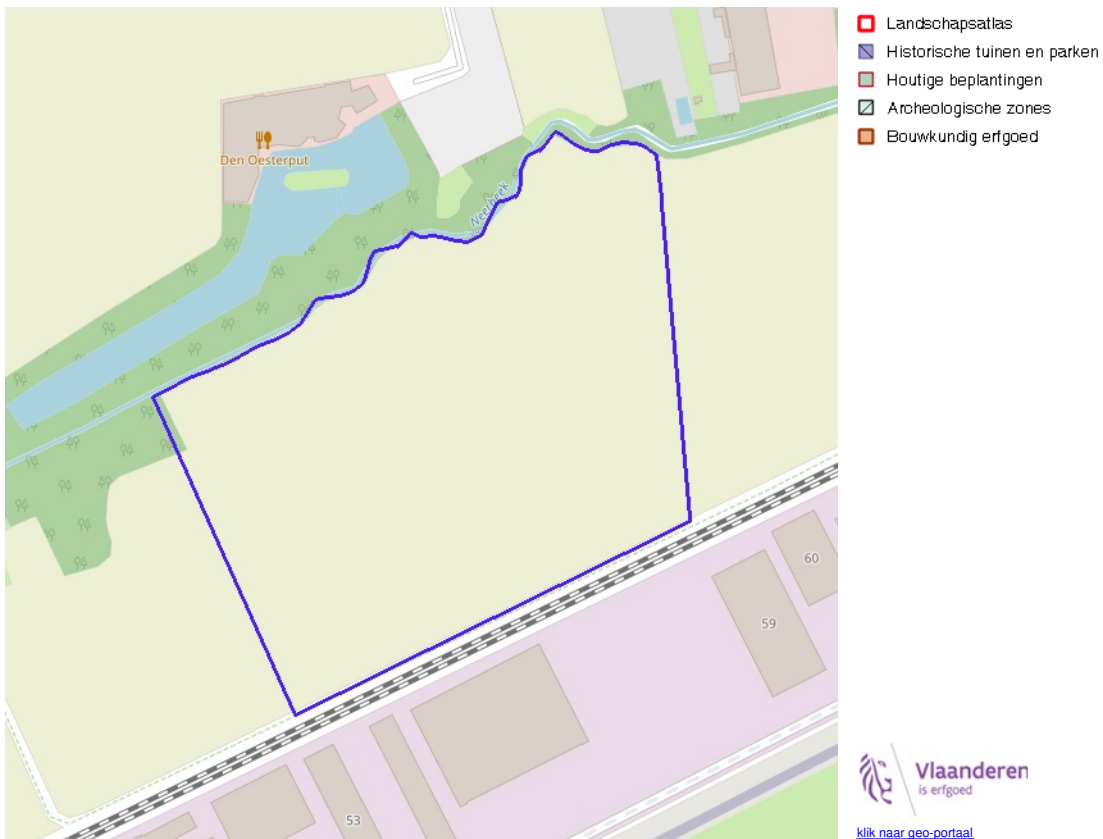 Landschapsatlas
Historische tuinen en parken
Houtige beplantingen
Archeologische zones
Bouwkundig erfgoed
Den Oesterput
Neerbeek
60
59
53
Vlaanderen
is erfgoed
klik naar geo-portaal